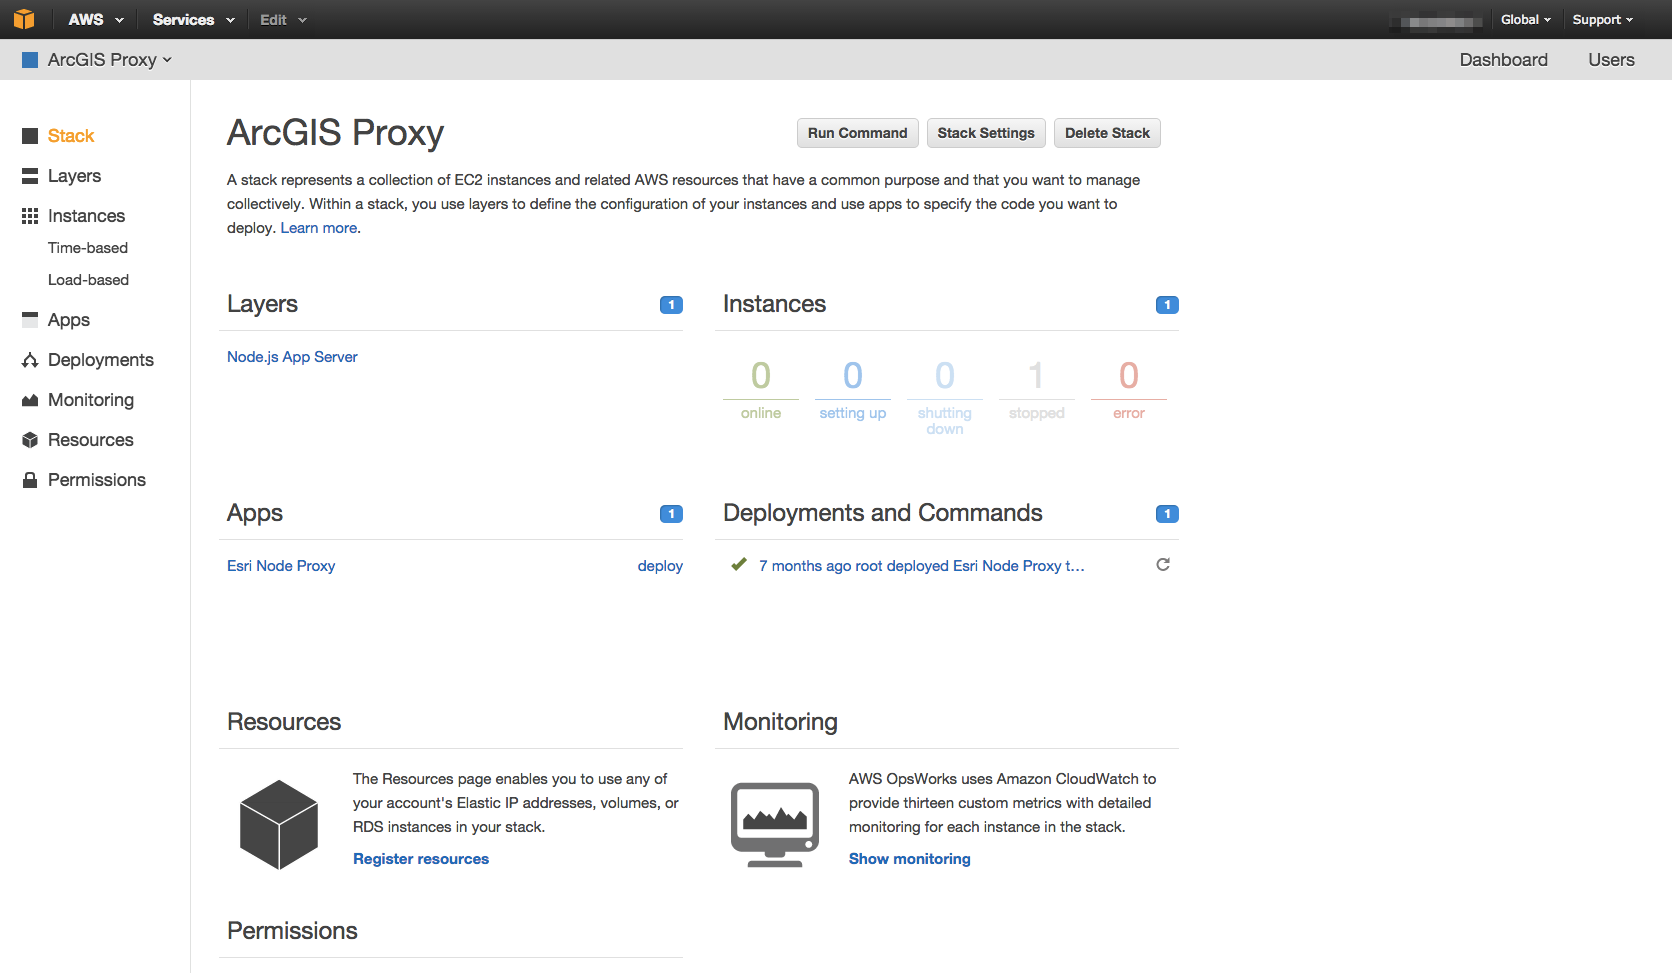 AWS Services Edit Global Support
ArcGIS Proxy Dashboard Users
Stack
Layers
Instances
Time-based
Load-based
Apps
Deployments
Monitoring
Resources
Permissions
ArcGIS Proxy
Run Command Stack Settings Delete Stack
A stack represents a collection of EC2 instances and related AWS resources that have a common purpose and that you want to manage
collectively. Within a stack, you use layers to define the configuration of your instances and use apps to specify the code you want to
deploy. Learn more.
Layers 1
Node.js App Server
Instances 1
0 0 0 1 0
online setting up shutting down stopped error
Apps 1
Esri Node Proxy deploy
Deployments and Commands 1
7 months ago root deployed Esri Node Proxy t...
Resources
The Resources page enables you to use any of
your account's Elastic IP addresses, volumes, or
RDS instances in your stack.
Register resources
Monitoring
AWS OpsWorks uses Amazon CloudWatch to
provide thirteen custom metrics with detailed
monitoring for each instance in the stack.
Show monitoring
Permissions